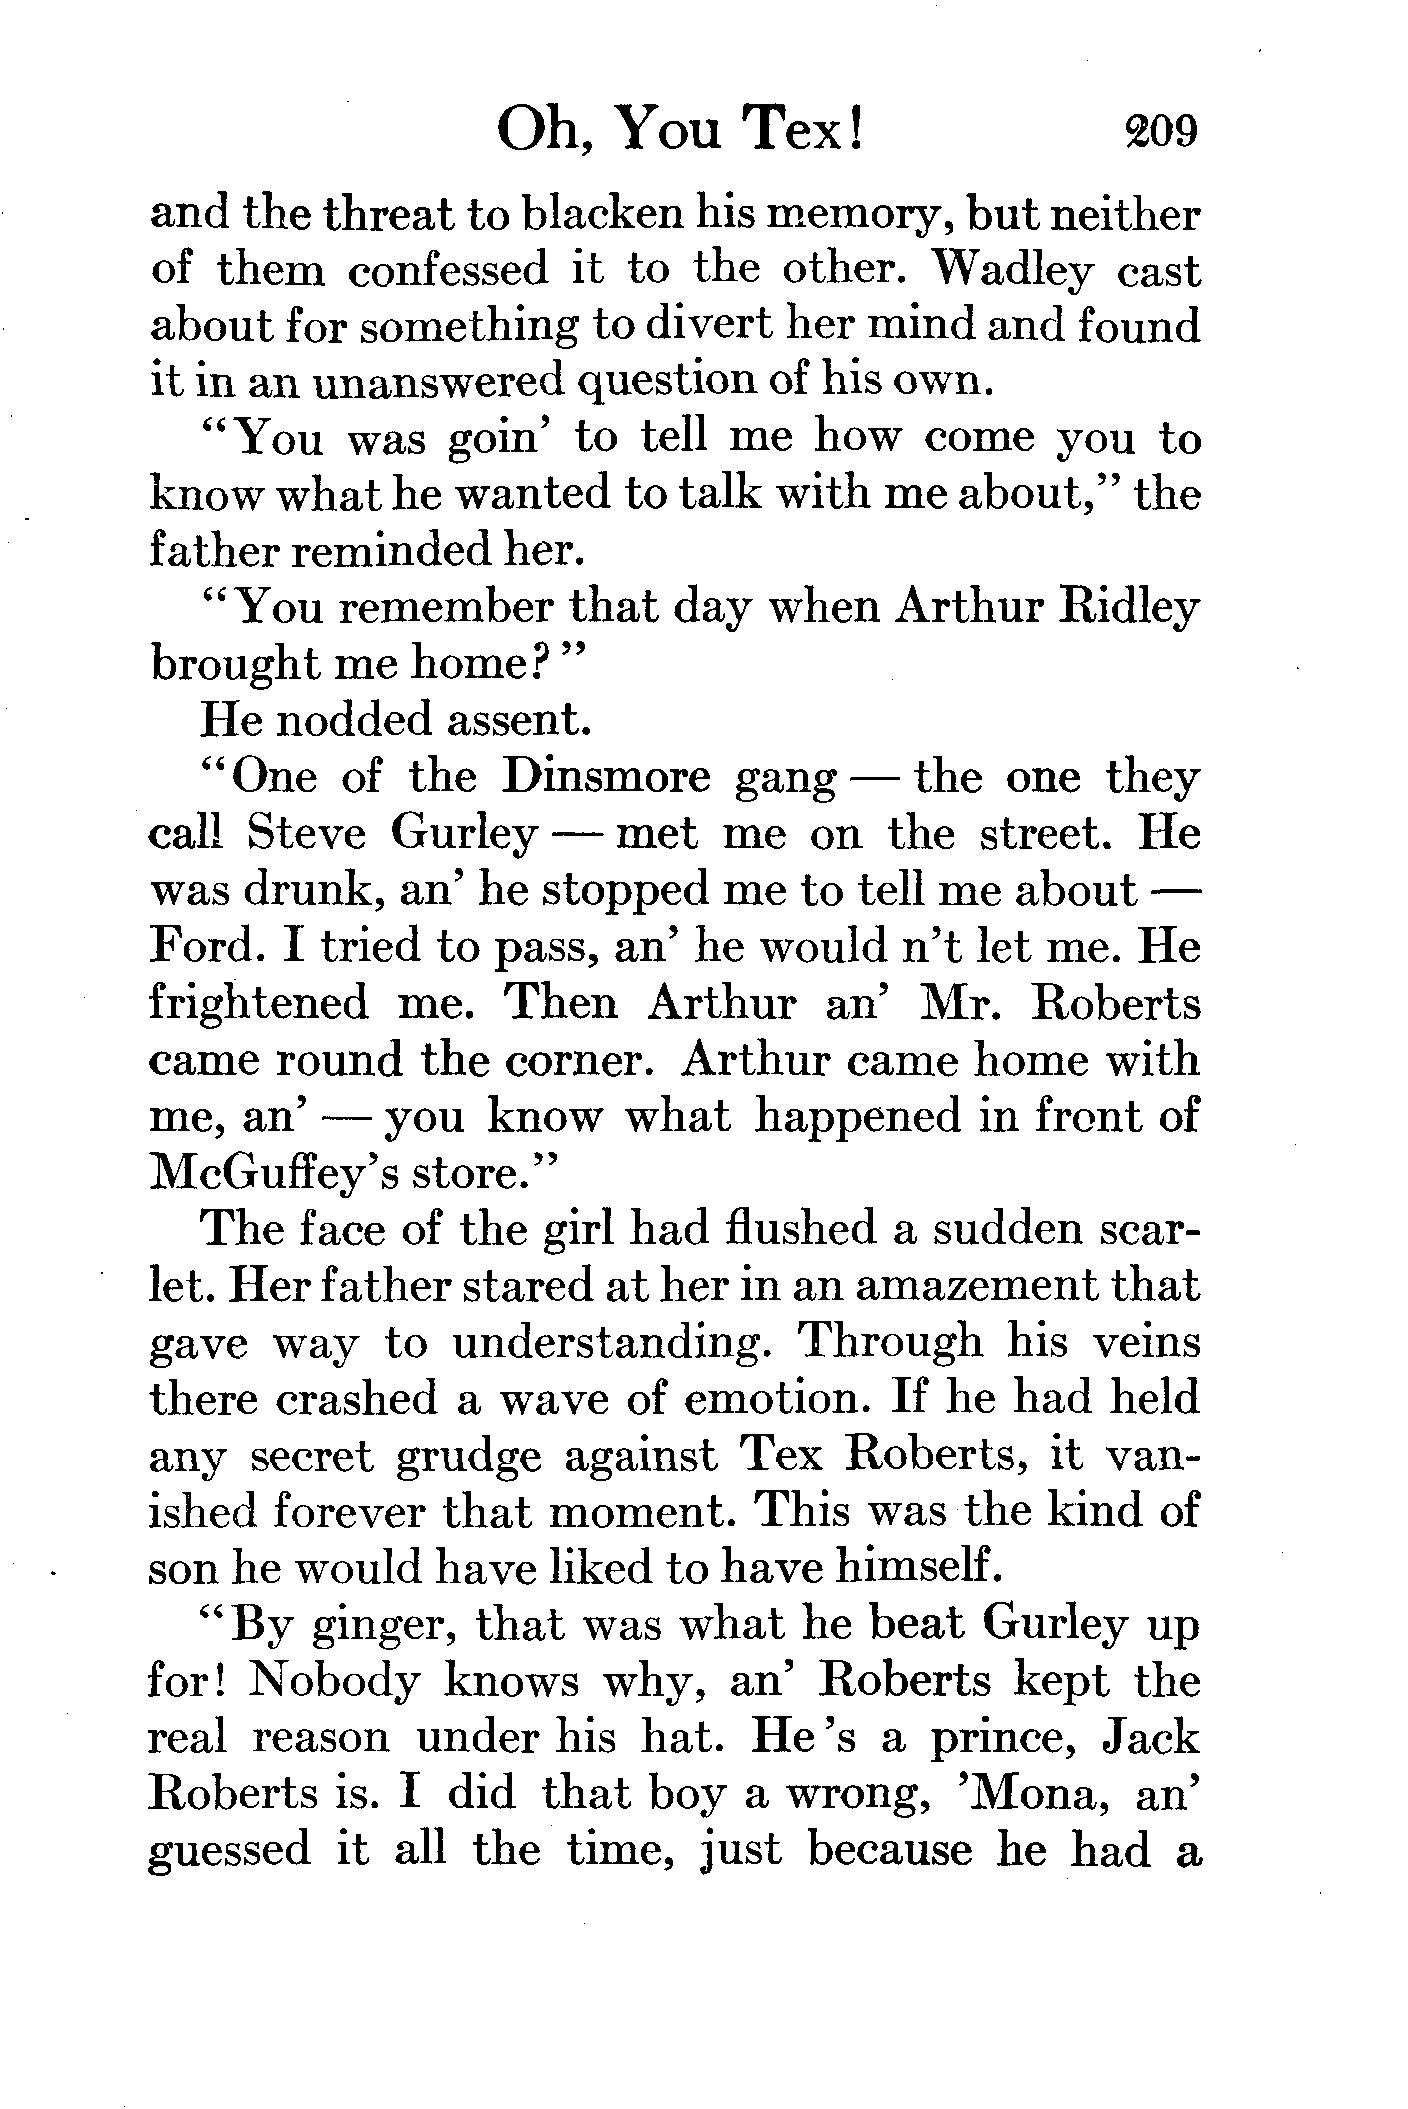 Oh, You Tex! 209
and the threat to blacken his memory, but neither
of them confessed it to the other. Wadley cast
about for something to divert her mind and found
it in an unanswered question of his own.
“You was goin’ to tell me how come you to
know what he wanted to talk with me about,” the
father reminded her.
“You remember that day when Arthur Ridley
brought me home?”
He nodded assent.
“One of the Dinsmore gang — the one they
call Steve Gurley — met me on the street. He
was drunk, an’ he stopped me to tell me about —
Ford. I tried to pass, an’ he would n’t let me. He
frightened me. Then Arthur an’ Mr. Roberts
came round the corner. Arthur came home with
me, an’ — you know what happened in front of
McGuffey’s store.”
The face of the girl had flushed a sudden scar-
let. Her father stared at her in an amazement that
gave way to understanding. Through his veins
there crashed a wave of emotion. If he had held
any secret grudge against Tex Roberts, it van-
ished forever that moment. This was the kind of
son he would have liked to have himself.
“By ginger, that was what he beat Gurley up
for! Nobody knows why, an’ Roberts kept the
real reason under his hat. He ’s a prince, Jack
Roberts is. I did that boy a wrong, ’Mona, an’
guessed it all the time, just because he had a